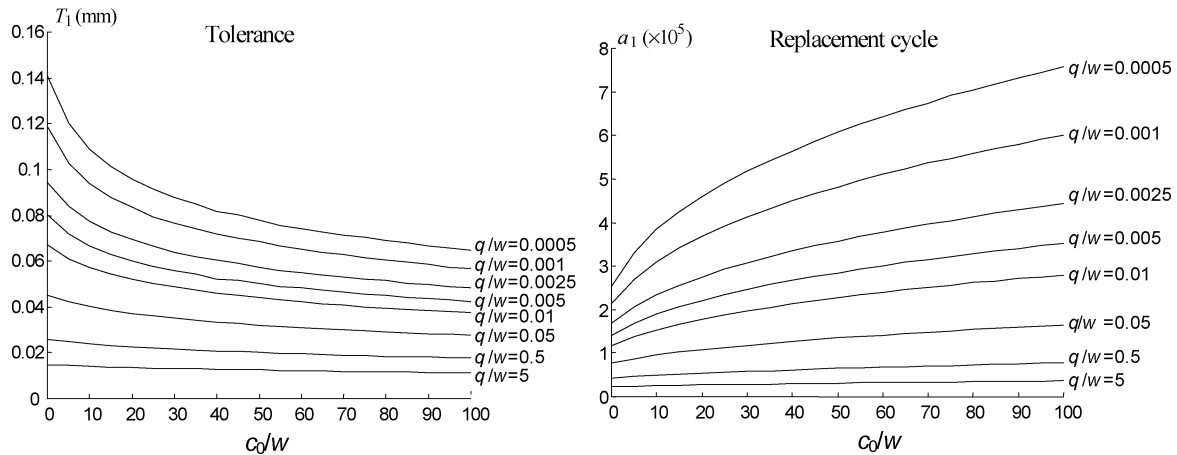 T1 (mm)
Tolerance
0.16
0.14
0.12
0.1
0.08
0.06
0.04
0.02
0
q/w=0.0005
q/w=0.001
q/w=0.0025
q/w=0.005
q/w=0.01
q/w=0.05
q/w=0.5
q/w=5
0 10 20 30 40 50 60 70 80 90 100
c0/w
a1 (×10^5)
Replacement cycle
8
7
6
5
4
3
2
1
0
q/w=0.0005
q/w=0.001
q/w=0.0025
q/w=0.005
q/w=0.01
q/w =0.05
q/w=0.5
q/w=5
0 10 20 30 40 50 60 70 80 90 100
c0/w